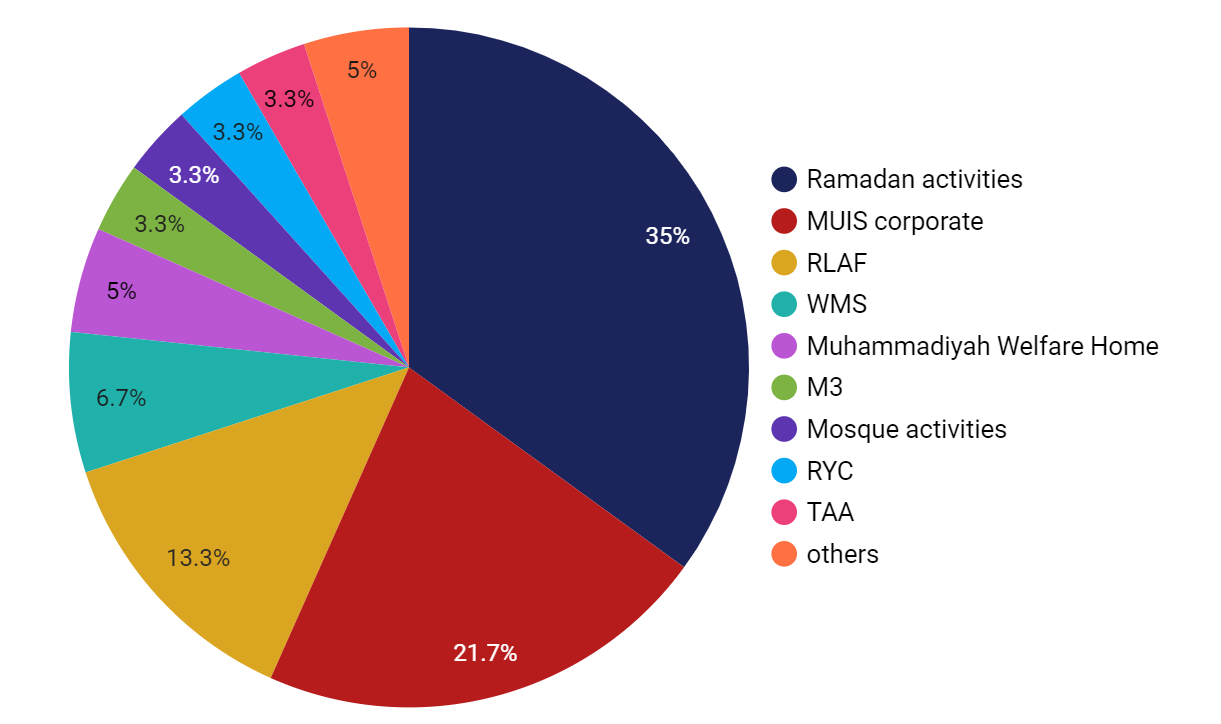 5%
3.3%
3.3%
3.3%
3.3%
5%
6.7%
13.3%
21.7%
35%
Ramadan activities
MUIS corporate
RLAF
WMS
Muhammadiyah Welfare Home
M3
Mosque activities
RYC
TAA
others